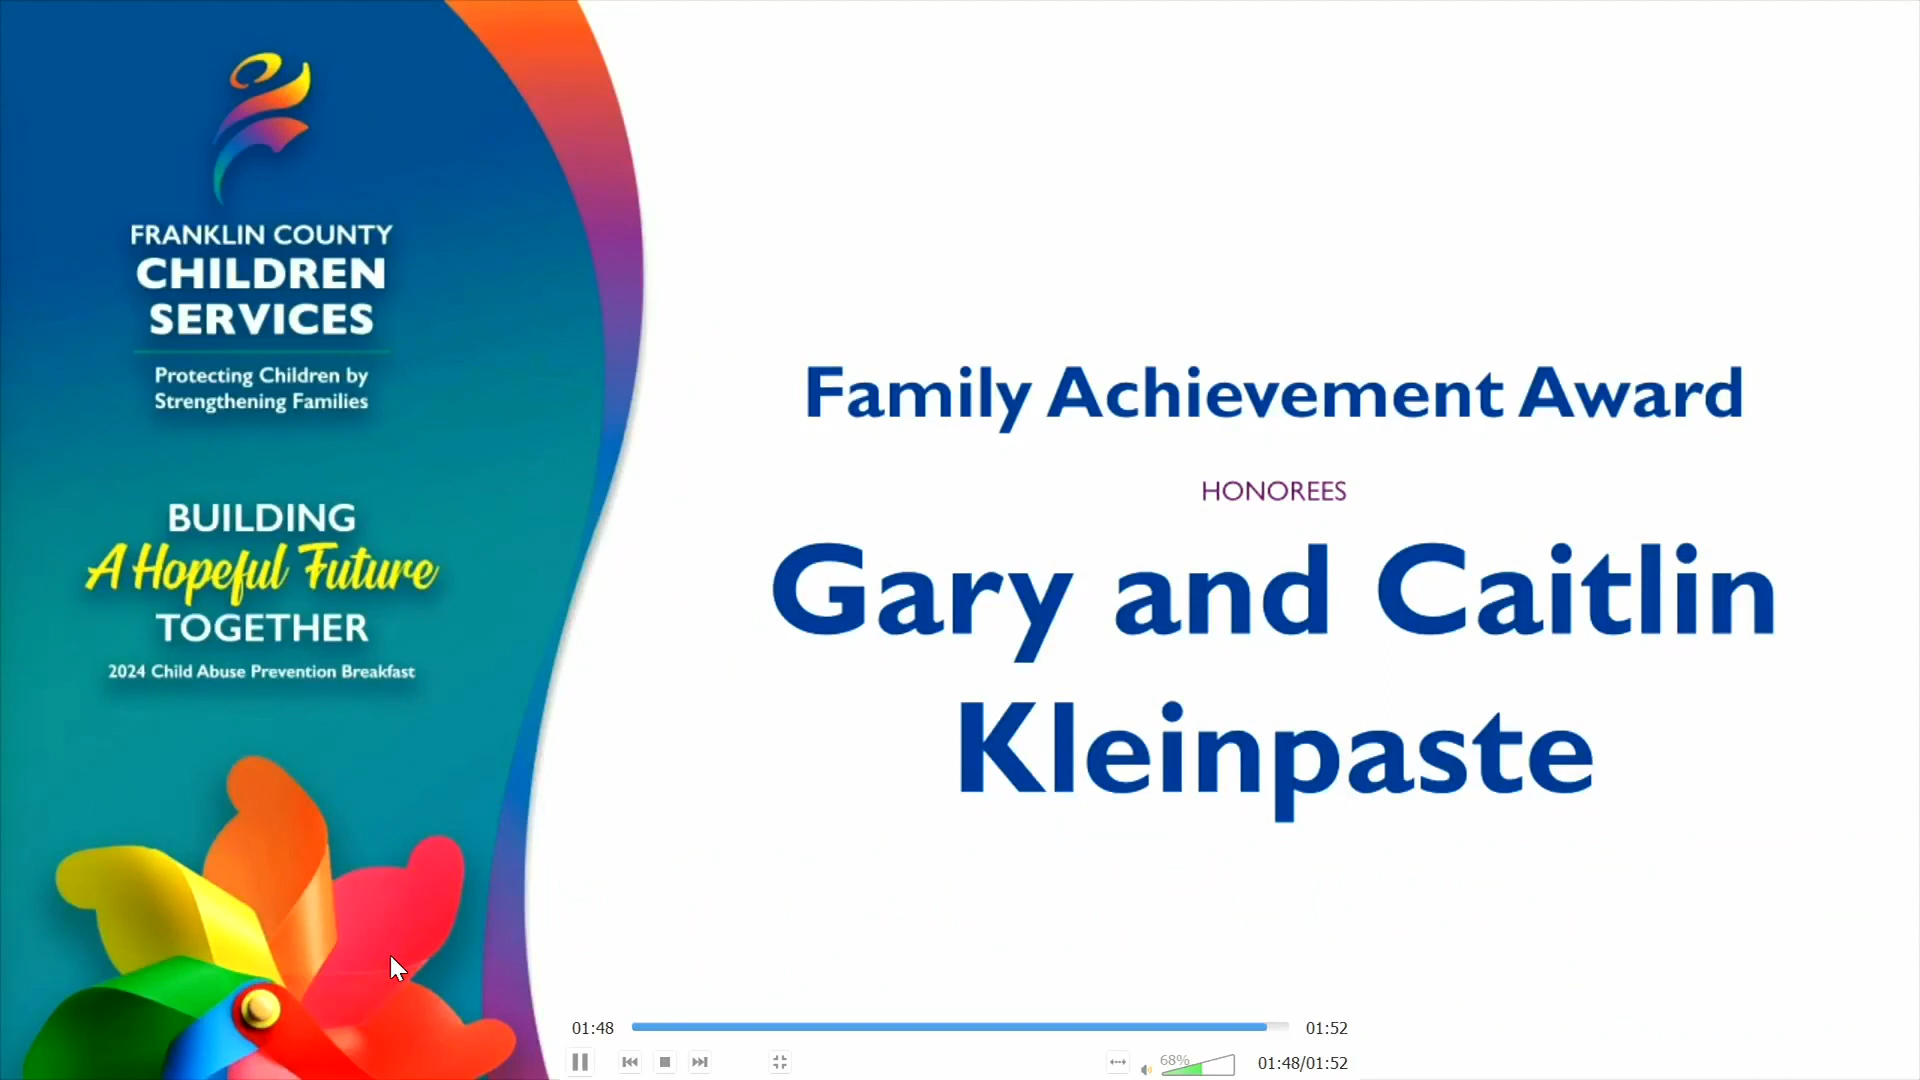 FRANKLIN COUNTY
CHILDREN
SERVICES
Protecting Children by
Strengthening Families
BUILDING
A Hopeful Future
TOGETHER
2024 Child Abuse Prevention Breakfast
Family Achievement Award
HONOREES
Gary and Caitlin
Kleinpaste
01:48
01:52
68%
01:48/01:52